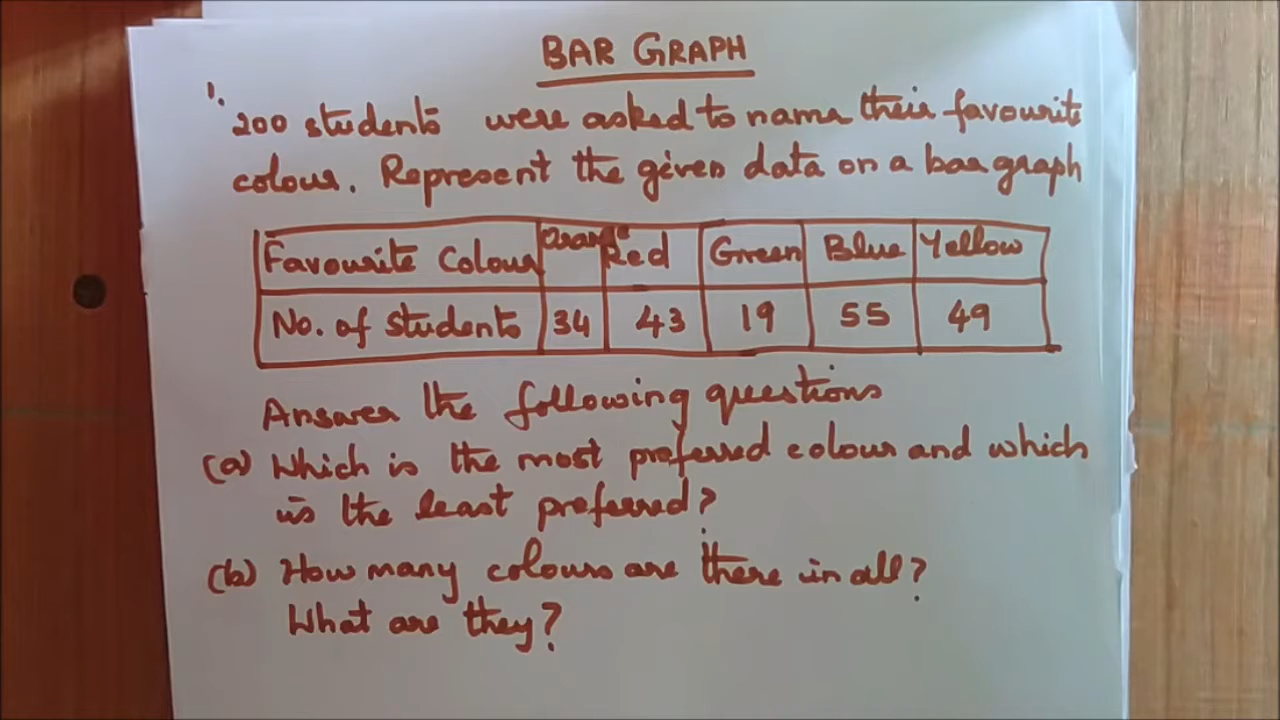 BAR GRAPH
1.
200 students were asked to name their favourite
colour. Represent the given data on a bar graph
Favourite Colour Orange Red Green Blue Yellow
No. of students 34 43 19 55 49
Answer the following questions
(a) Which is the most preferred colour and which
is the least preferred?
(b) How many colours are there in all?
What are they?